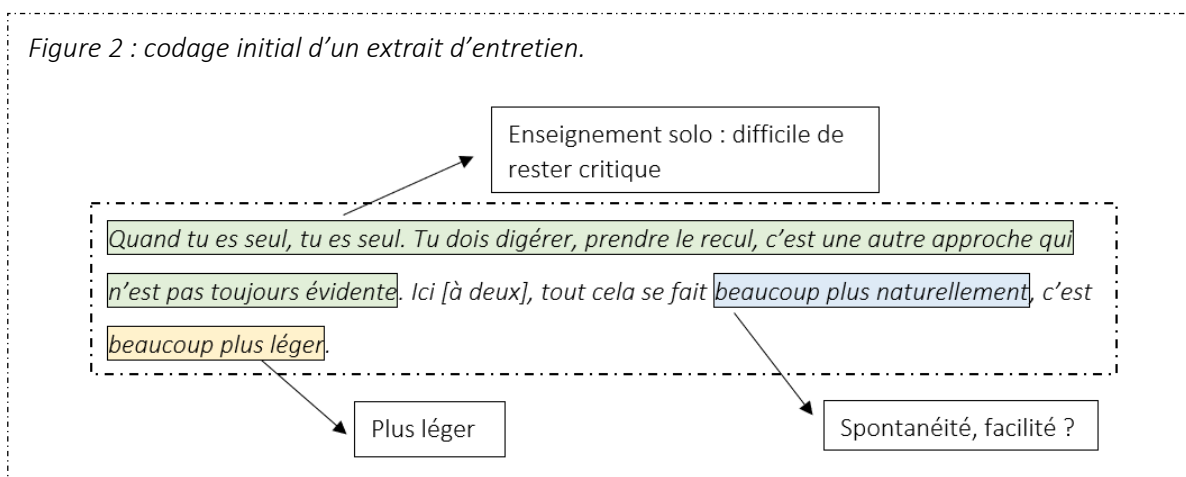 Figure 2 : codage initial d’un extrait d’entretien.
Enseignement solo : difficile de
rester critique
Quand tu es seul, tu es seul. Tu dois digérer, prendre le recul, c’est une autre approche qui
n’est pas toujours évidente. Ici [à deux], tout cela se fait beaucoup plus naturellement, c’est
beaucoup plus léger.
Plus léger
Spontanéité, facilité ?